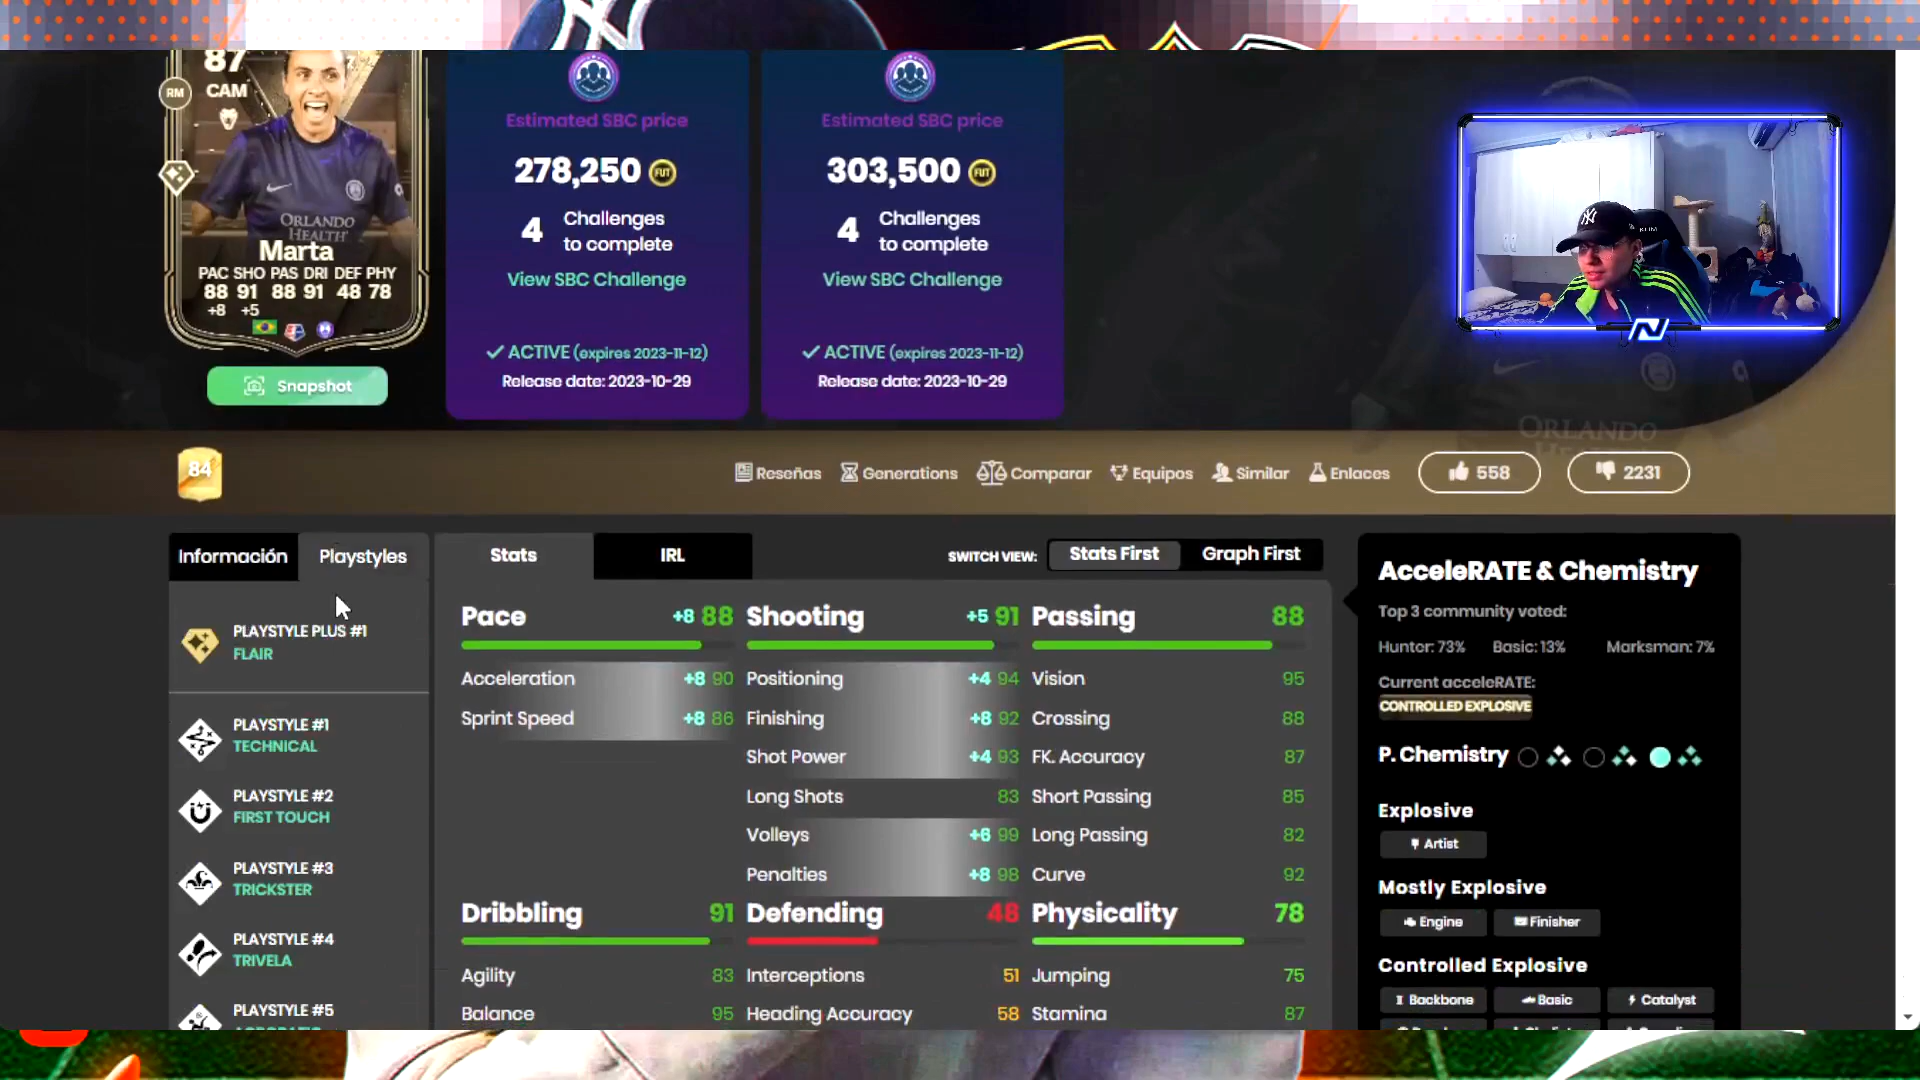 87
RM
CAM
Marta
PAC SHO PAS DRI DEF PHY
88 91 88 91 48 78
+8 +5
ORLANDO
HEALTH
Snapshot
Estimated SBC price
278,250 FUT
4 Challenges
to complete
View SBC Challenge
ACTIVE (expires 2023-11-12)
Release date: 2023-10-29
Estimated SBC price
303,500 FUT
4 Challenges
to complete
View SBC Challenge
ACTIVE (expires 2023-11-12)
Release date: 2023-10-29
ORLANDO
84
Reseñas Generations Comparar Equipos Similar Enlaces 558 2231
Información Playstyles
PLAYSTYLE PLUS #1
FLAIR
PLAYSTYLE #1
TECHNICAL
PLAYSTYLE #2
FIRST TOUCH
PLAYSTYLE #3
TRICKSTER
PLAYSTYLE #4
TRIVELA
PLAYSTYLE #5
Stats IRL
SWITCH VIEW: Stats First Graph First
Pace +8 88
Acceleration +8 90
Sprint Speed +8 86
Shooting +5 91
Positioning +4 94
Finishing +8 92
Shot Power +4 93
Long Shots 83
Volleys +6 99
Penalties +8 98
Passing 88
Vision 95
Crossing 88
FK. Accuracy 87
Short Passing 85
Long Passing 82
Curve 92
Dribbling 91
Agility 83
Balance 95
Defending 48
Interceptions 51
Heading Accuracy 58
Physicality 78
Jumping 75
Stamina 87
AcceleRATE & Chemistry
Top 3 community voted:
Hunter: 73% Basic: 13% Marksman: 7%
Current acceleRATE:
CONTROLLED EXPLOSIVE
P. Chemistry
Explosive
Artist
Mostly Explosive
Engine Finisher
Controlled Explosive
Backbone Basic Catalyst